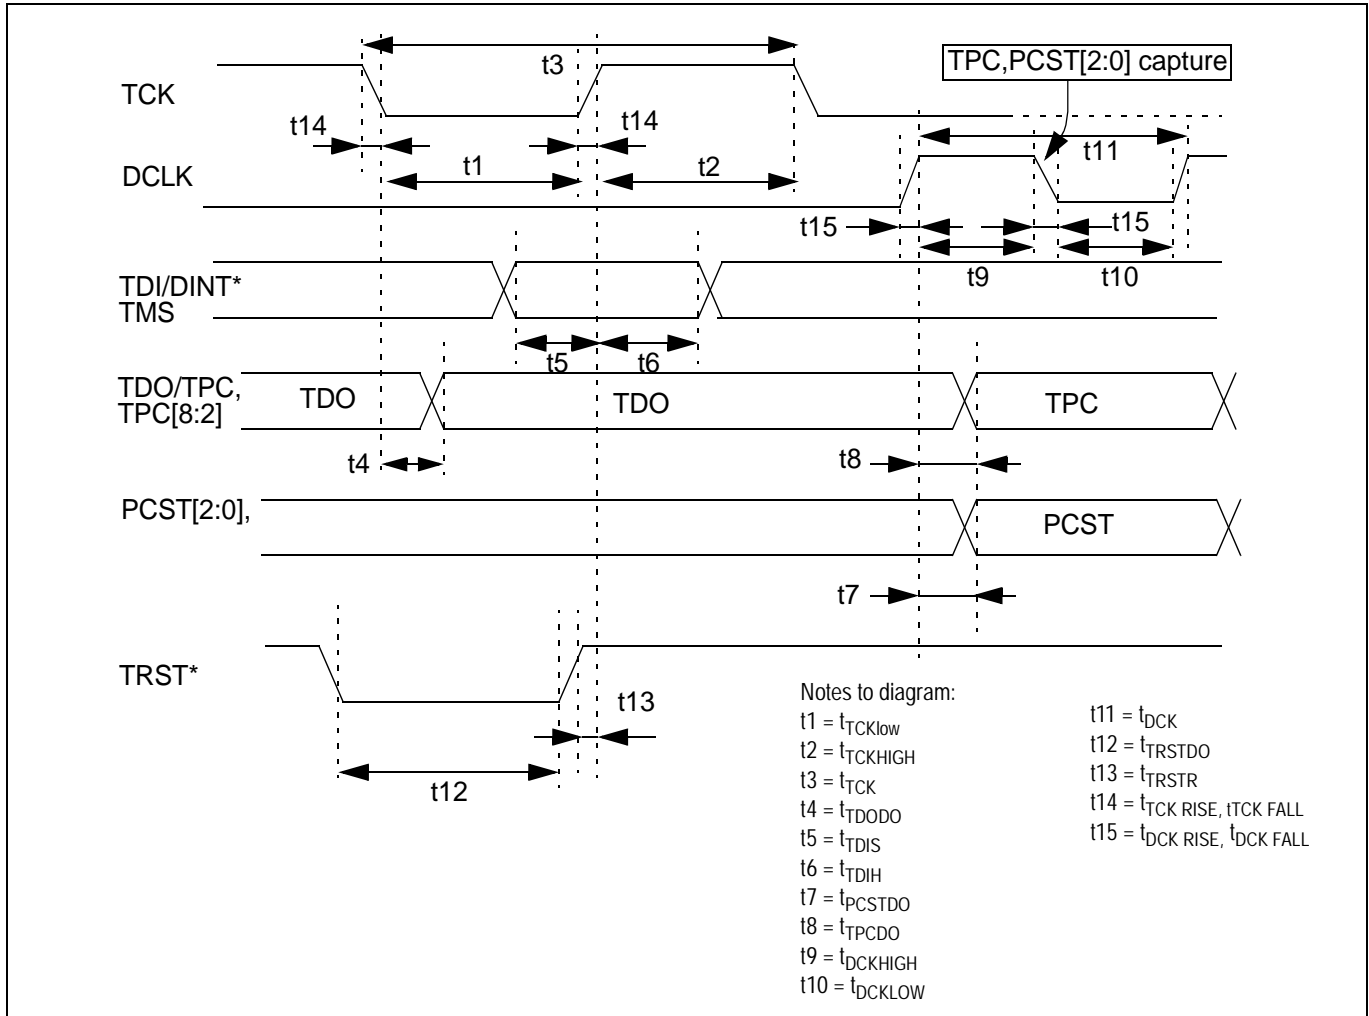 t3
TPC,PCST[2:0] capture
TCK
t14
t14
t11
DCLK
t1
t2
t15
t15
t9
t10
TDI/DINT*
TMS
t5
t6
TDO/TPC,
TPC[8:2]
TDO
TDO
TPC
t4
t8
PCST[2:0],
PCST
t7
TRST*
t13
t12
Notes to diagram:
t1 = tTCKlow
t2 = tTCKHIGH
t3 = tTCK
t4 = tTDODO
t5 = tTDIS
t6 = tTDIH
t7 = tPCSTDO
t8 = tTPCDO
t9 = tDCKHIGH
t10 = tDCKLOW
t11 = tDCK
t12 = tTRSTDO
t13 = tTRSTR
t14 = tTCK RISE, tTCK FALL
t15 = tDCK RISE, tDCK FALL